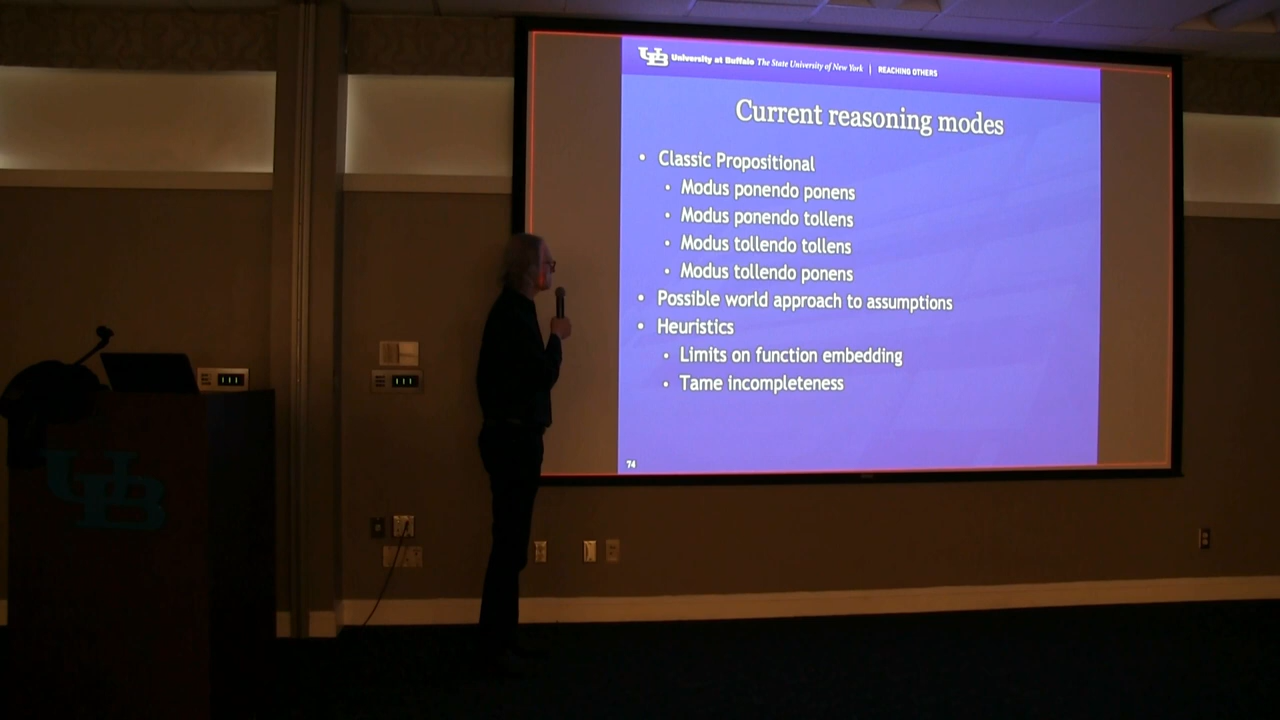 UB University at Buffalo The State University of New York | REACHING OTHERS
Current reasoning modes
• Classic Propositional
• Modus ponendo ponens
• Modus ponendo tollens
• Modus tollendo tollens
• Modus tollendo ponens
• Possible world approach to assumptions
• Heuristics
• Limits on function embedding
• Tame incompleteness
74
UB